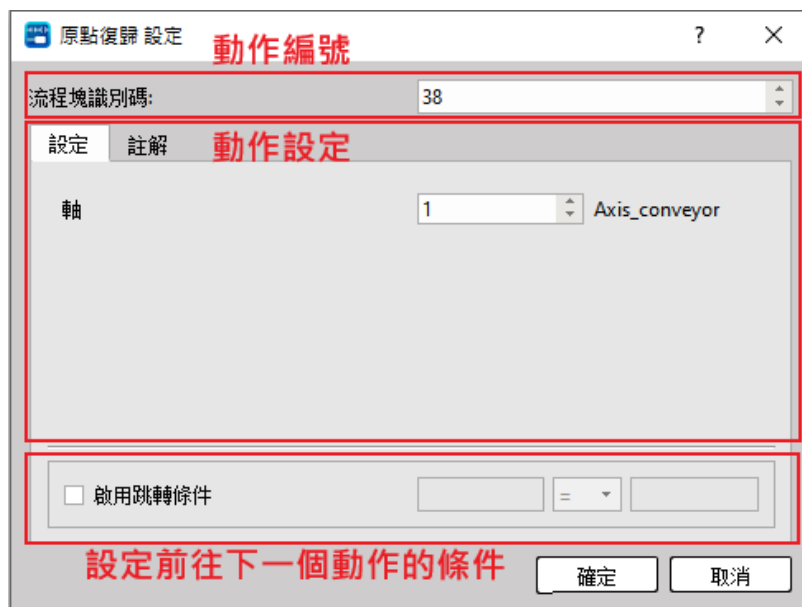 原點復歸 設定
動作編號
流程塊識別碼: 38
設定 註解 動作設定
軸 1 Axis_conveyor
啟用跳轉條件 =
設定前往下一個動作的條件
確定 取消